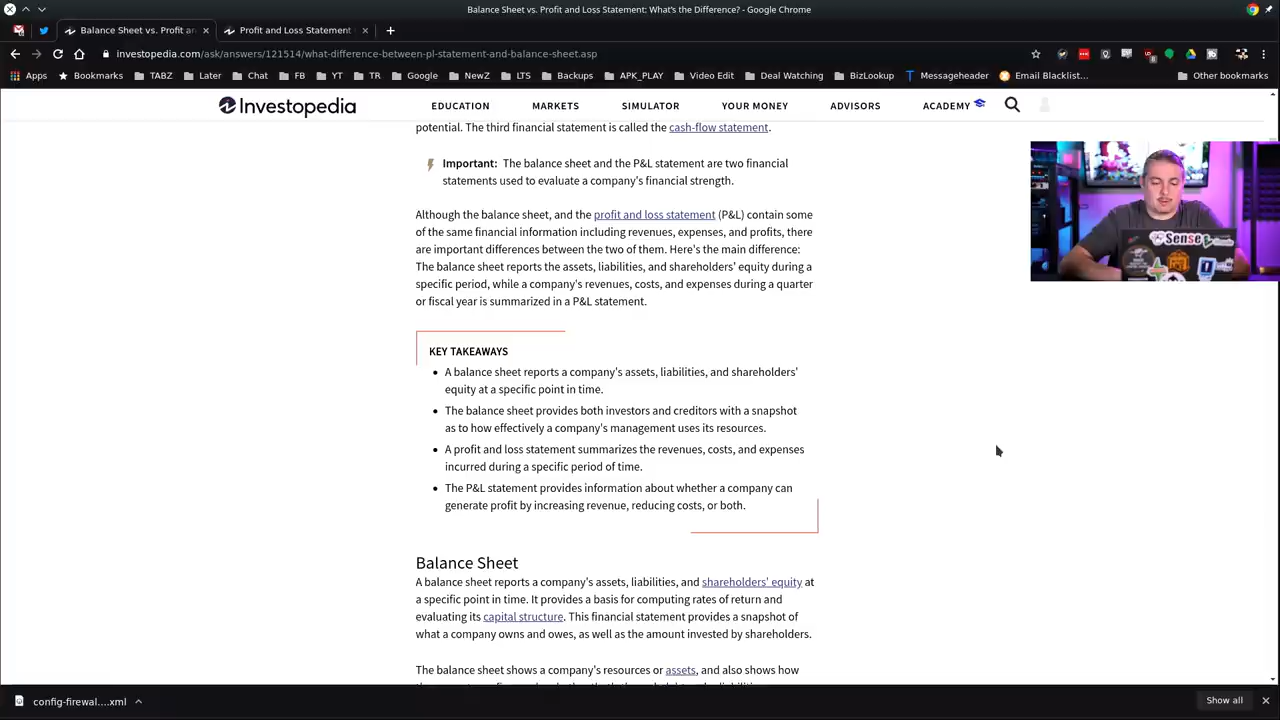 Balance Sheet vs. Profit and Loss Statement: What's the Difference? - Google Chrome
Balance Sheet vs. Profit an
Profit and Loss Statement
investopedia.com/ask/answers/121514/what-difference-between-pl-statement-and-balance-sheet.asp
Apps Bookmarks TABZ Later Chat FB YT TR Google NewZ LTS Backups APK_PLAY Video Edit Deal Watching BizLookup Messageheader Email Blacklist... Other bookmarks
Investopedia EDUCATION MARKETS SIMULATOR YOUR MONEY ADVISORS ACADEMY
potential. The third financial statement is called the cash-flow statement.
Important: The balance sheet and the P&L statement are two financial
statements used to evaluate a company's financial strength.
Although the balance sheet, and the profit and loss statement (P&L) contain some
of the same financial information including revenues, expenses, and profits, there
are important differences between the two of them. Here's the main difference:
The balance sheet reports the assets, liabilities, and shareholders' equity during a
specific period, while a company's revenues, costs, and expenses during a quarter
or fiscal year is summarized in a P&L statement.
KEY TAKEAWAYS
A balance sheet reports a company's assets, liabilities, and shareholders'
equity at a specific point in time.
The balance sheet provides both investors and creditors with a snapshot
as to how effectively a company's management uses its resources.
A profit and loss statement summarizes the revenues, costs, and expenses
incurred during a specific period of time.
The P&L statement provides information about whether a company can
generate profit by increasing revenue, reducing costs, or both.
Balance Sheet
A balance sheet reports a company's assets, liabilities, and shareholders' equity at
a specific point in time. It provides a basis for computing rates of return and
evaluating its capital structure. This financial statement provides a snapshot of
what a company owns and owes, as well as the amount invested by shareholders.
The balance sheet shows a company's resources or assets, and also shows how
Sense
config-firewal....xml
Show all